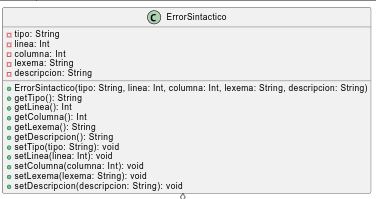 C ErrorSintactico
tipo: String
linea: Int
columna: Int
lexema: String
descripcion: String
ErrorSintactico(tipo: String, linea: Int, columna: Int, lexema: String, descripcion: String)
getTipo(): String
getLinea(): Int
getColumna(): Int
getLexema(): String
getDescripcion(): String
setTipo(tipo: String): void
setLinea(linea: Int): void
setColumna(columna: Int): void
setLexema(lexema: String): void
setDescripcion(descripcion: String): void